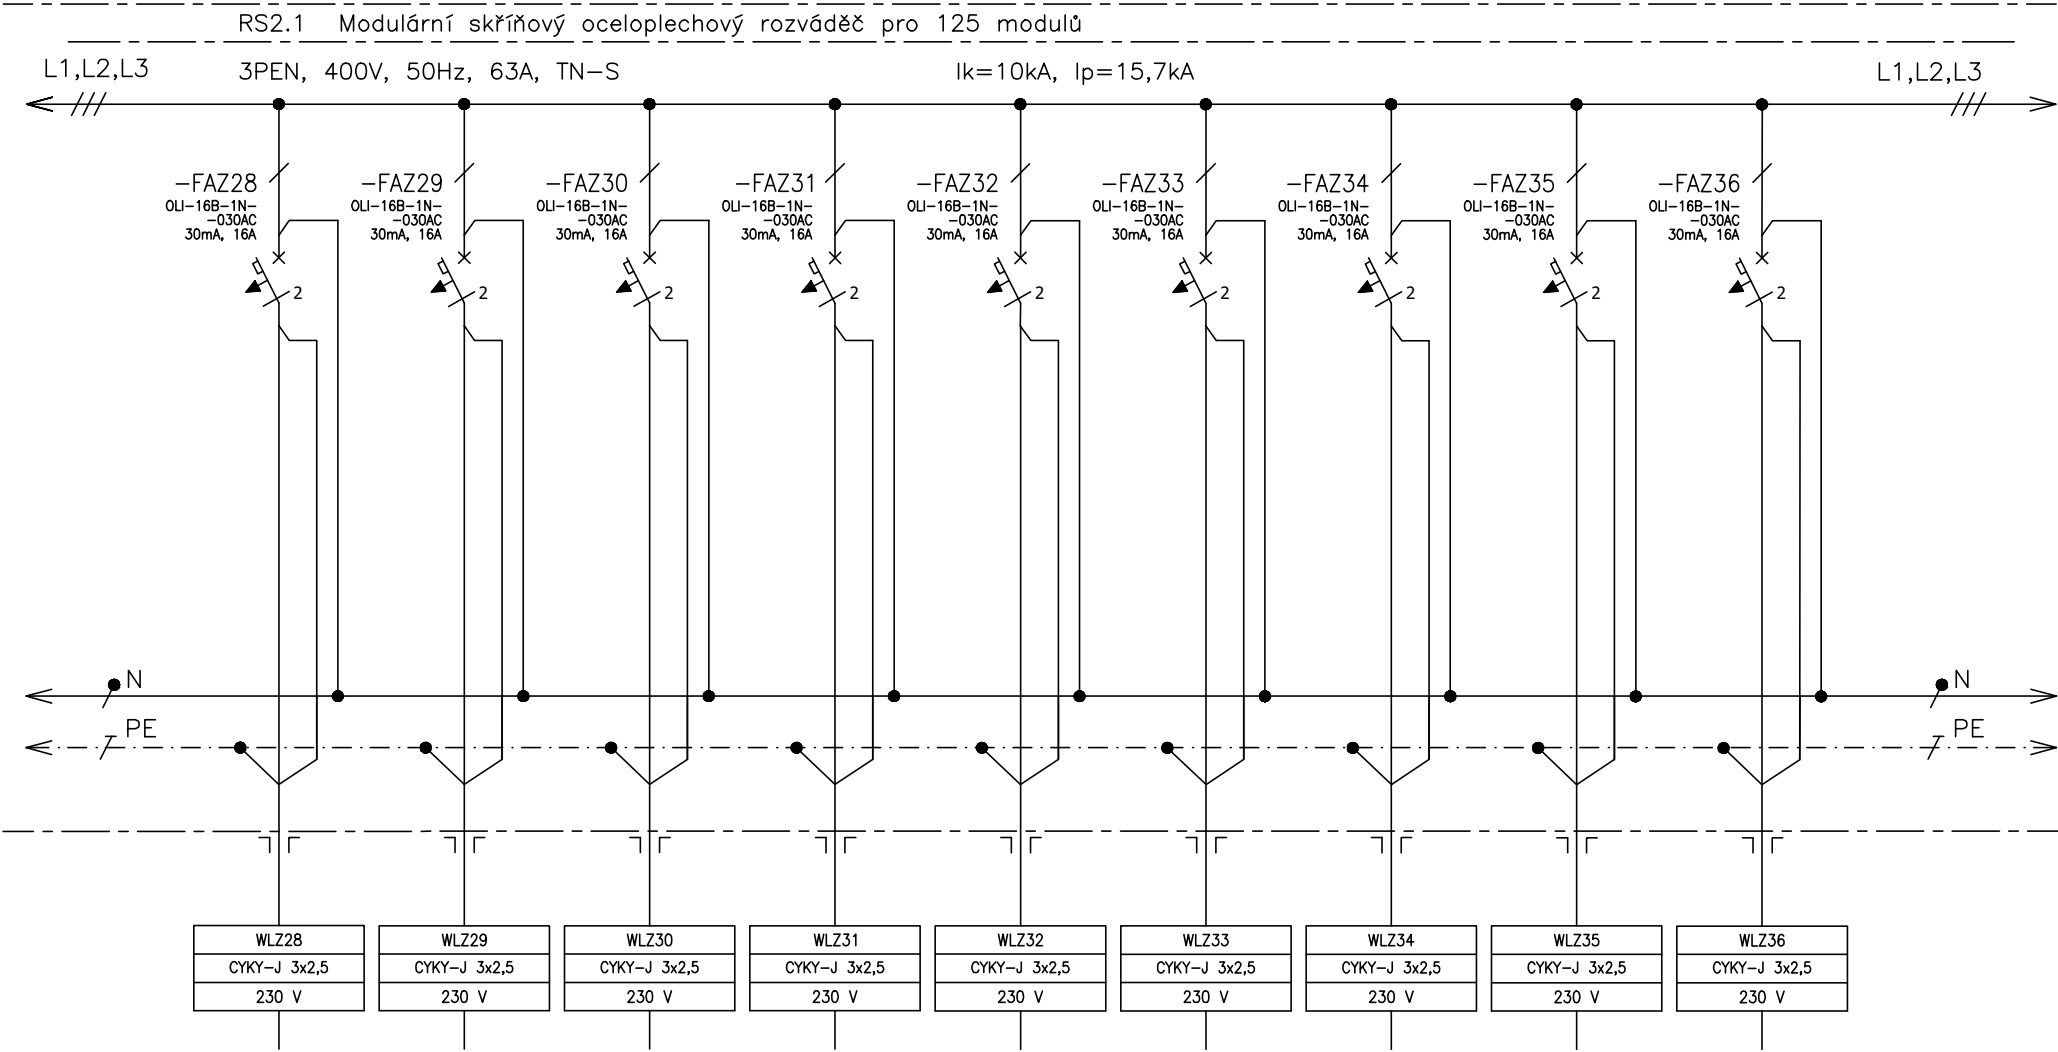 RS2.1 Modulární skříňový oceloplechový rozváděč pro 125 modulů
L1,L2,L3 3PEN, 400V, 50Hz, 63A, TN-S Ik=10kA, Ip=15,7kA L1,L2,L3
-FAZ28 -FAZ29 -FAZ30 -FAZ31 -FAZ32 -FAZ33 -FAZ34 -FAZ35 -FAZ36
OLI-16B-1N- OLI-16B-1N- OLI-16B-1N- OLI-16B-1N- OLI-16B-1N- OLI-16B-1N- OLI-16B-1N- OLI-16B-1N- OLI-16B-1N-
-030AC -030AC -030AC -030AC -030AC -030AC -030AC -030AC -030AC
30mA, 16A 30mA, 16A 30mA, 16A 30mA, 16A 30mA, 16A 30mA, 16A 30mA, 16A 30mA, 16A 30mA, 16A
2 2 2 2 2 2 2 2 2
N N
PE PE
WLZ28 WLZ29 WLZ30 WLZ31 WLZ32 WLZ33 WLZ34 WLZ35 WLZ36
CYKY-J 3x2,5 CYKY-J 3x2,5 CYKY-J 3x2,5 CYKY-J 3x2,5 CYKY-J 3x2,5 CYKY-J 3x2,5 CYKY-J 3x2,5 CYKY-J 3x2,5 CYKY-J 3x2,5
230 V 230 V 230 V 230 V 230 V 230 V 230 V 230 V 230 V